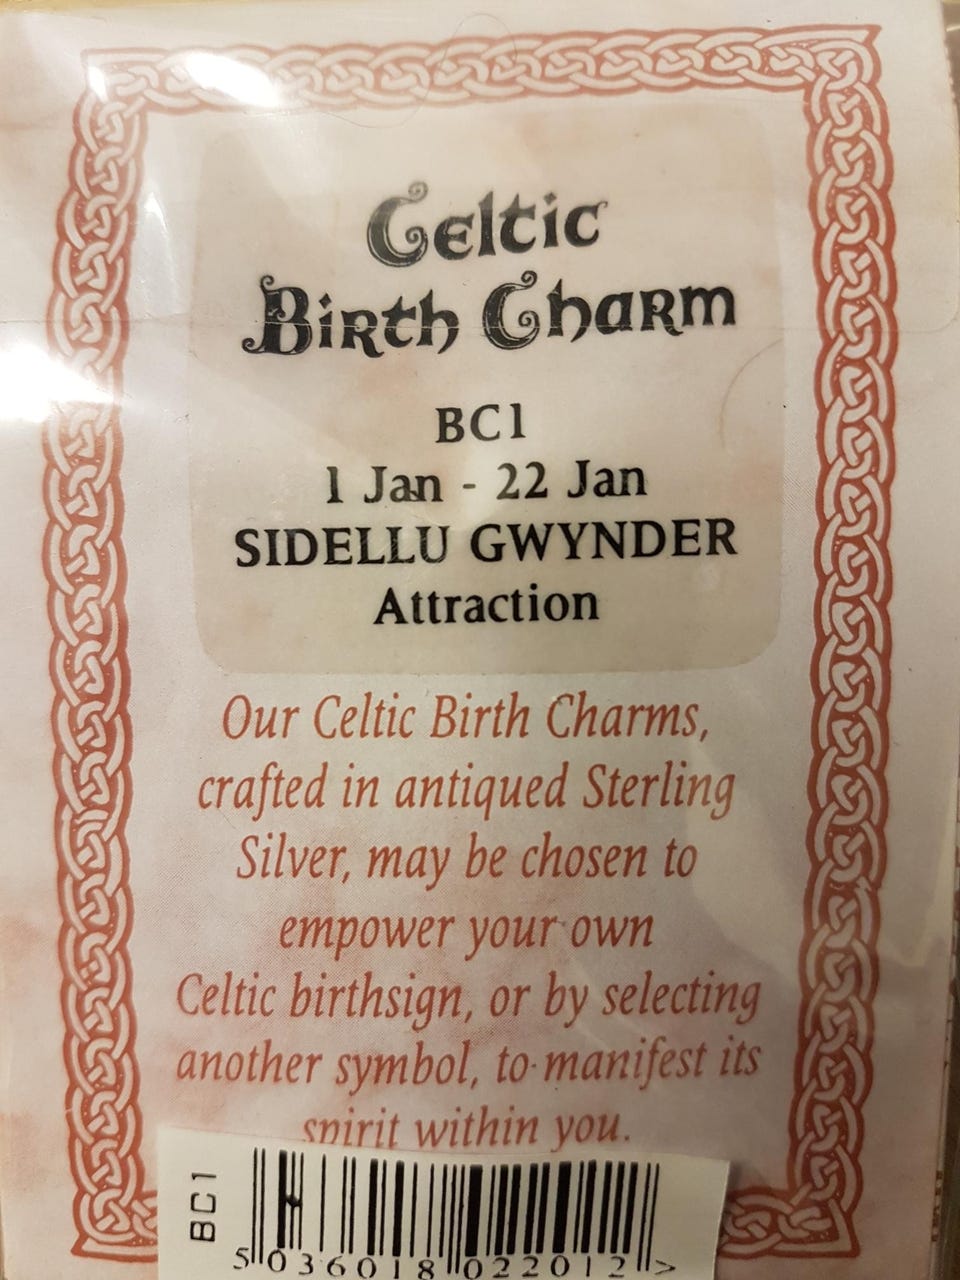 Celtic
Birth Charm
BC1
1 Jan - 22 Jan
SIDELLU GWYNDER
Attraction
Our Celtic Birth Charms,
crafted in antiqued Sterling
Silver, may be chosen to
empower your own
Celtic birthsign, or by selecting
another symbol, to manifest its
spirit within you.
BC1
5 036018 022012 >